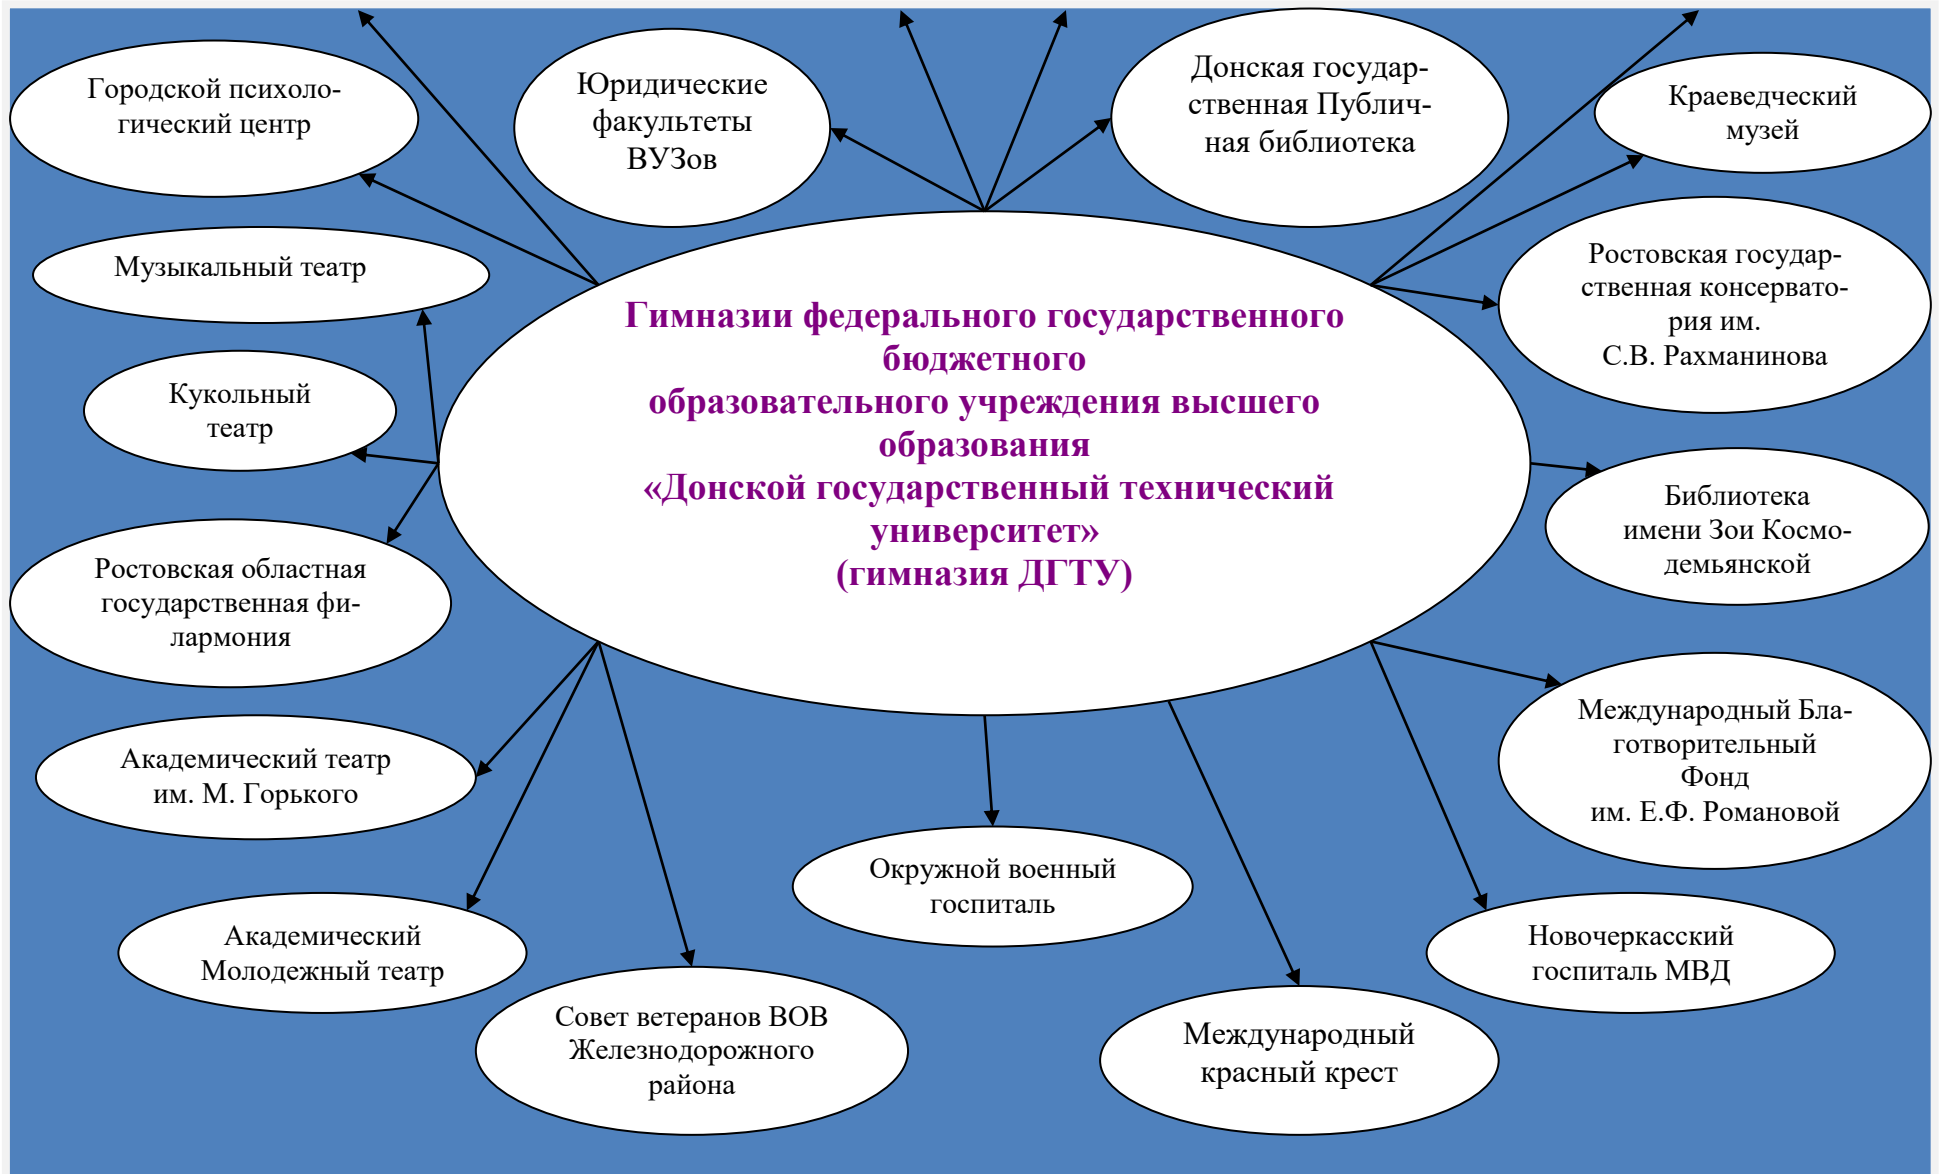 Городской психоло-
гический центр
Юридические
факультеты
ВУЗов
Донская государ-
ственная Публич-
ная библиотека
Краеведческий
музей
Музыкальный театр
Ростовская государ-
ственная консервато-
рия им.
С.В. Рахманинова
Гимназии федерального государственного
бюджетного
образовательного учреждения высшего
образования
«Донской государственный технический
университет»
(гимназия ДГТУ)
Кукольный
театр
Библиотека
имени Зои Космо-
демьянской
Ростовская областная
государственная фи-
лармония
Международный Бла-
готворительный
Фонд
им. Е.Ф. Романовой
Академический театр
им. М. Горького
Окружной военный
госпиталь
Академический
Молодежный театр
Новочеркасский
госпиталь МВД
Совет ветеранов ВОВ
Железнодорожного
района
Международный
красный крест